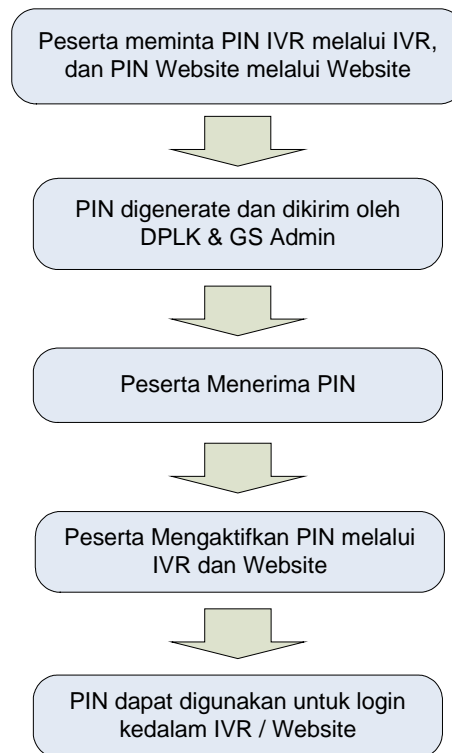 Peserta meminta PIN IVR melalui IVR,
dan PIN Website melalui Website
PIN digenerate dan dikirim oleh
DPLK & GS Admin
Peserta Menerima PIN
Peserta Mengaktifkan PIN melalui
IVR dan Website
PIN dapat digunakan untuk login
kedalam IVR / Website